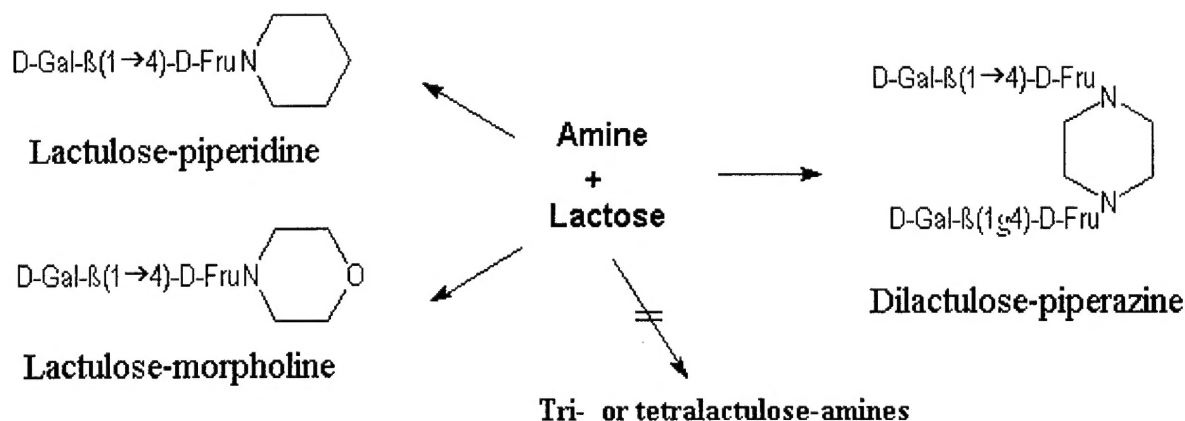 D-Gal-ß(1→4)-D-FruN
Lactulose-piperidine
D-Gal-ß(1→4)-D-FruN
O
Lactulose-morpholine
Amine
+
Lactose
D-Gal-ß(1→4)-D-Fru
N
N
D-Gal-ß(1g4)-D-Fru
Dilactulose-piperazine
Tri- or tetralactulose-amines